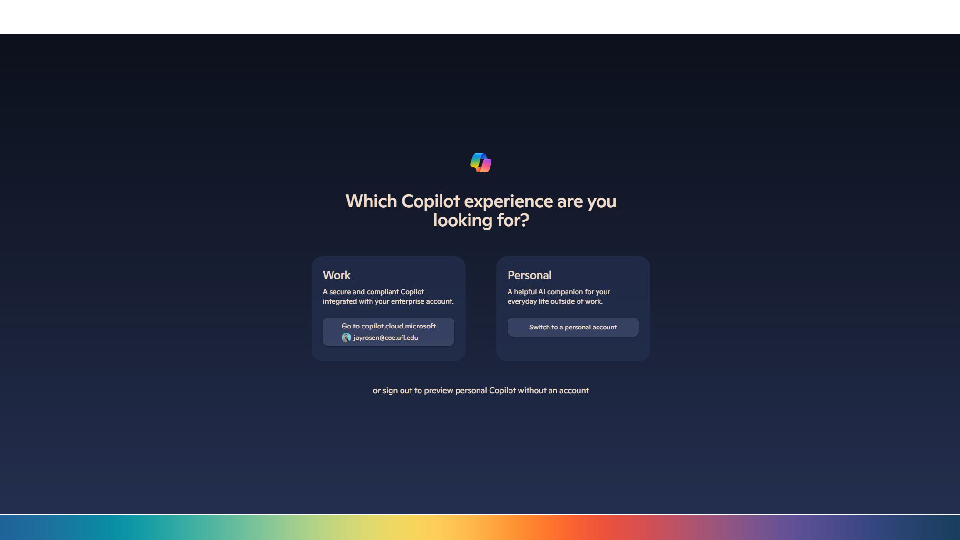 Which Copilot experience are you
looking for?
Work
A secure and compliant Copilot
integrated with your enterprise account.
Go to copilot.cloud.microsoft
jayrosen@coe.ufl.edu
Personal
A helpful AI companion for your
everyday life outside of work.
Switch to a personal account
or sign out to preview personal Copilot without an account